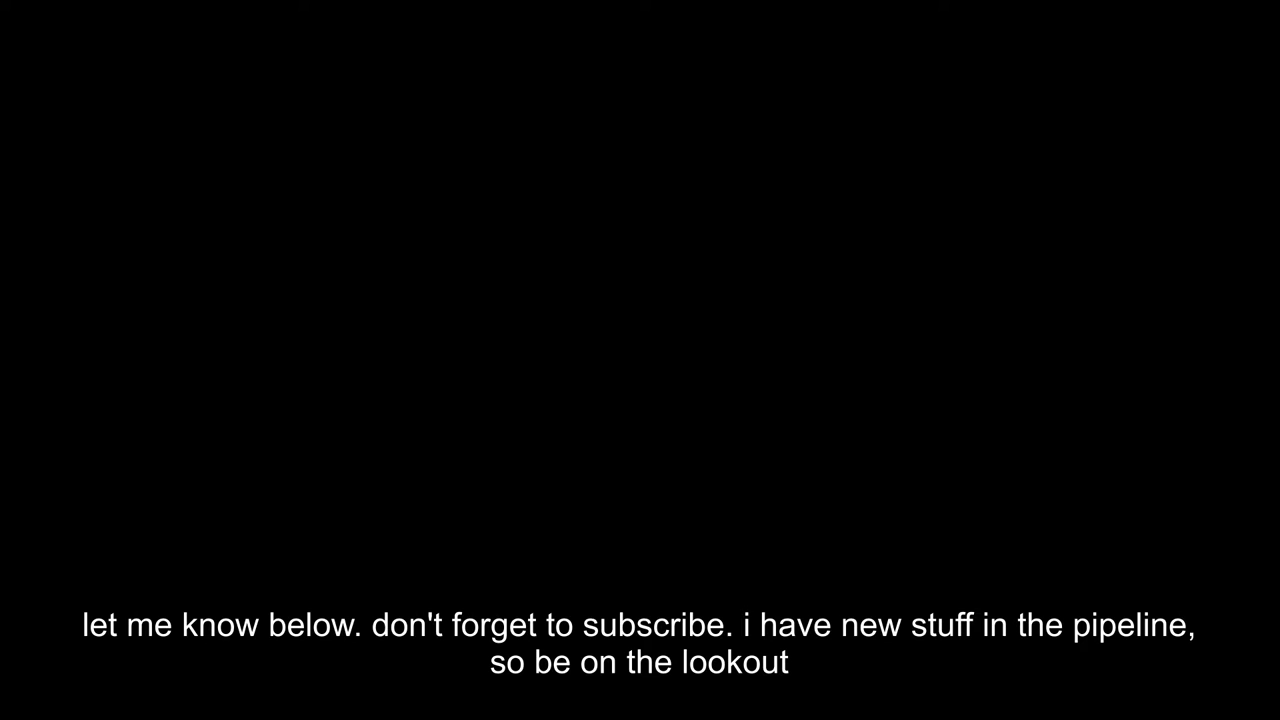 let me know below. don't forget to subscribe. i have new stuff in the pipeline,
so be on the lookout